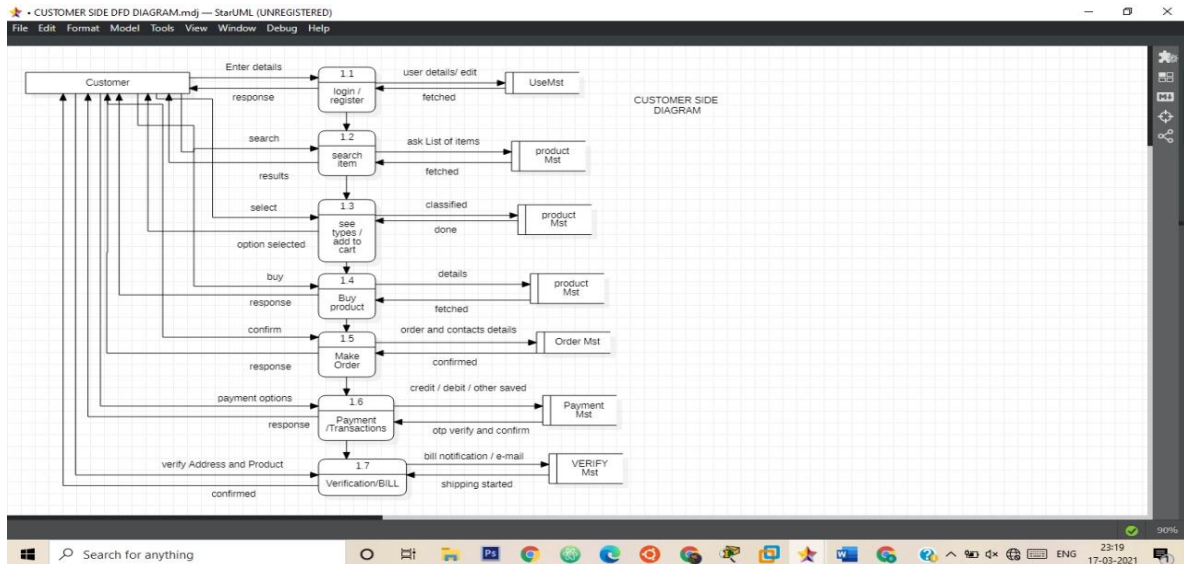 CUSTOMER SIDE DFD DIAGRAM.mdj — StarUML (UNREGISTERED)
File Edit Format Model Tools View Window Debug Help
Customer
Enter details
response
1.1
login /
register
user details/ edit
fetched
UseMst
CUSTOMER SIDE
DIAGRAM
search
results
1.2
search
item
ask List of items
fetched
product
Mst
select
option selected
1.3
see
types /
add to
cart
classified
done
product
Mst
buy
response
1.4
Buy
product
details
fetched
product
Mst
confirm
response
1.5
Make
Order
order and contacts details
confirmed
Order Mst
payment options
response
1.6
Payment
/Transactions
credit / debit / other saved
otp verify and confirm
Payment
Mst
verify Address and Product
confirmed
1.7
Verification/BILL
bill notification / e-mail
shipping started
VERIFY
Mst
90%
Search for anything
Ps
ENG
23:19
17-03-2021